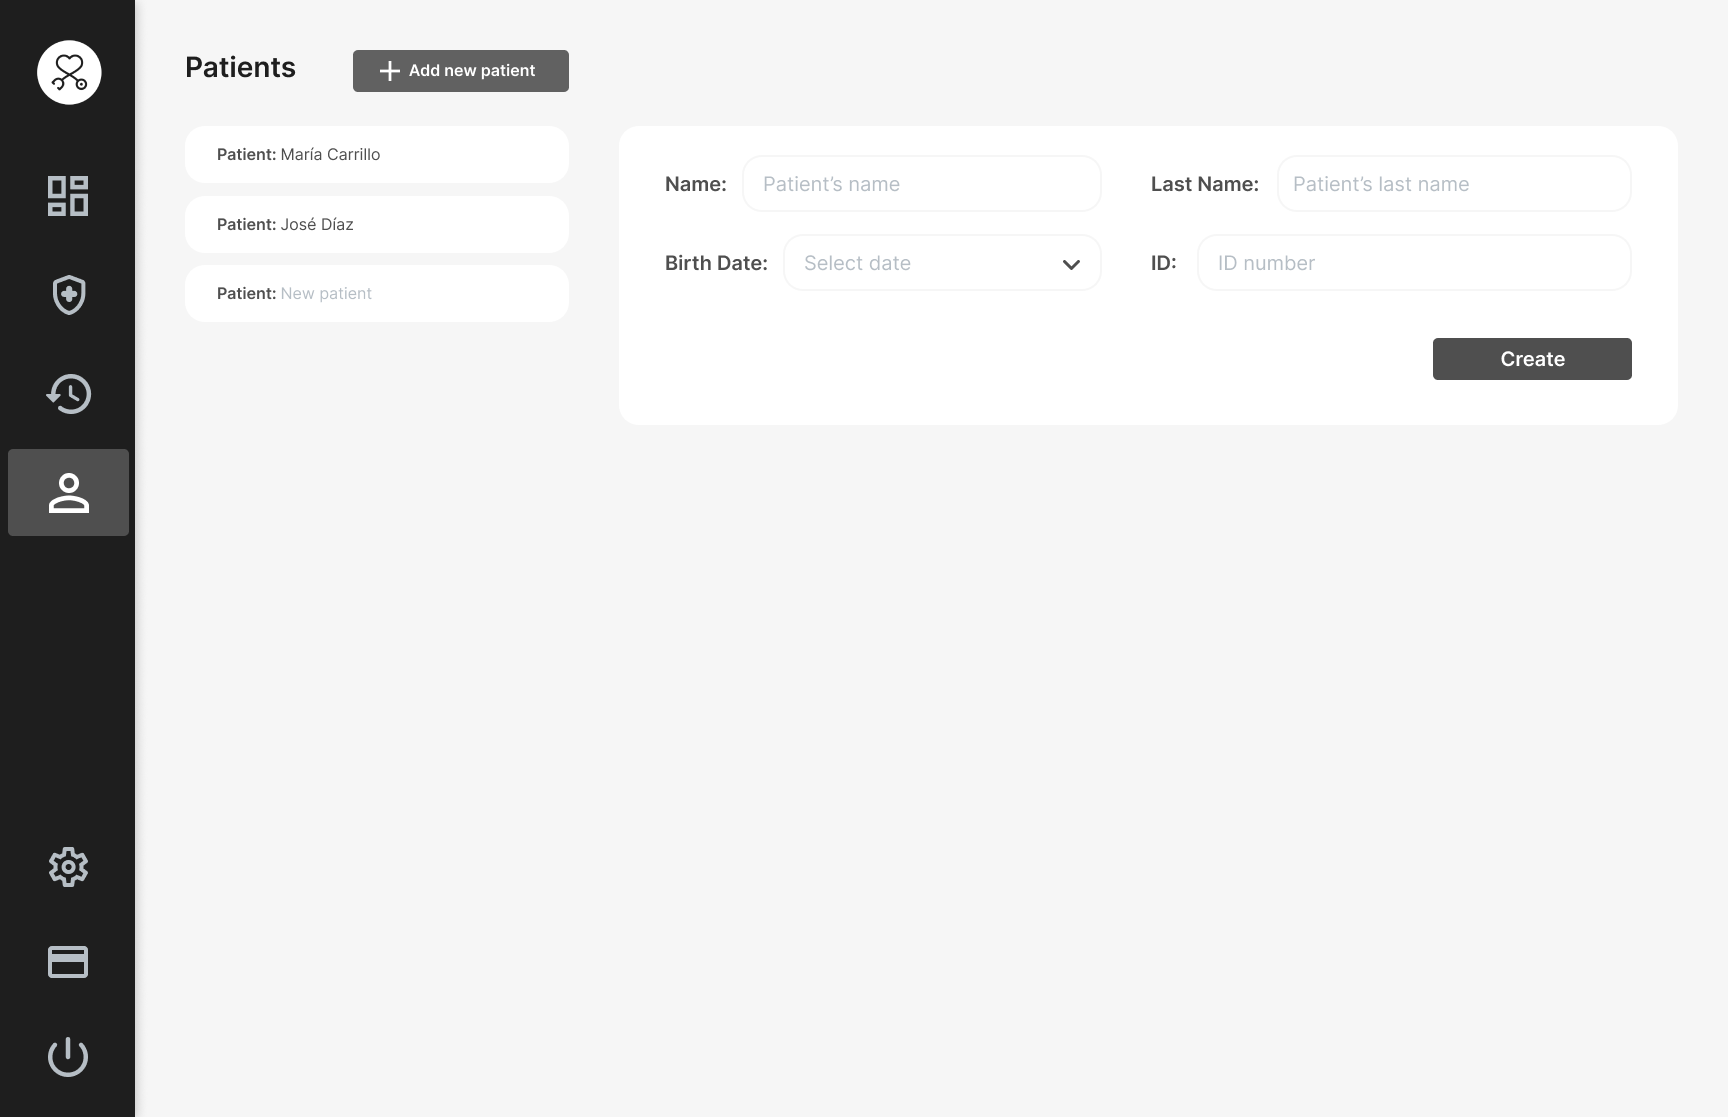 Patients
Add new patient
Patient: María Carrillo
Patient: José Díaz
Patient: New patient
Name: Patient’s name
Last Name: Patient’s last name
Birth Date: Select date
ID: ID number
Create